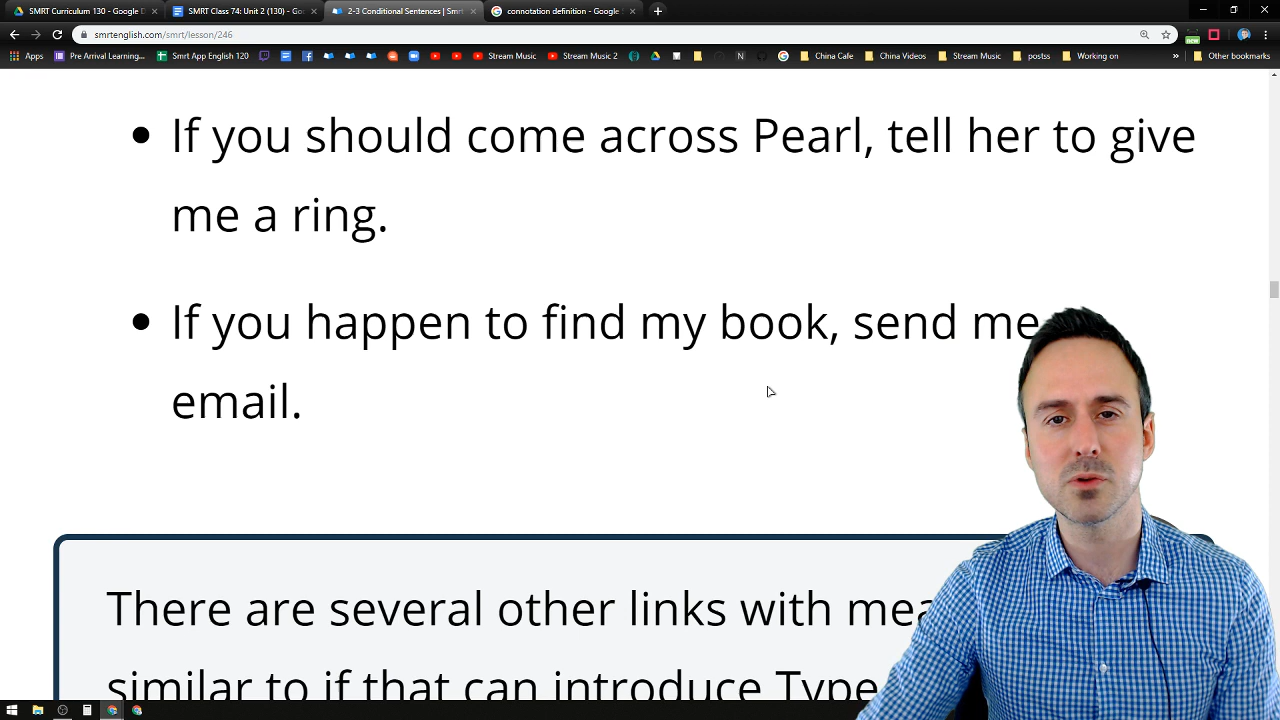 SMRT Curriculum 130 - Google D
SMRT Class 74: Unit 2 (130) - Go
2-3 Conditional Sentences | Smrt
connotation definition - Google S
smrtenglish.com/smrt/lesson/246
Apps
Pre Arrival Learning...
Smrt App English 120
Stream Music
Stream Music 2
China Cafe
China Videos
Stream Music
postss
Working on
Other bookmarks
• If you should come across Pearl, tell her to give
me a ring.
• If you happen to find my book, send me
email.
There are several other links with mea
similar to if that can introduce Type